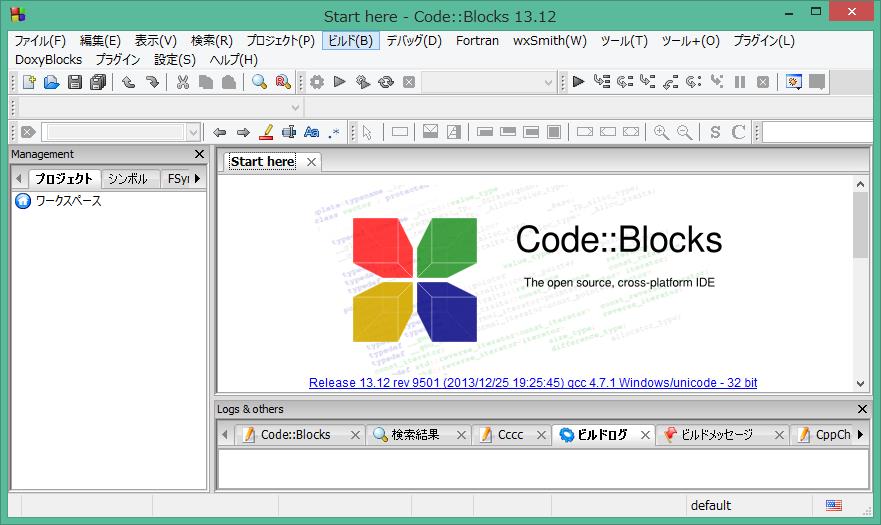 Start here - Code::Blocks 13.12
ファイル(F) 編集(E) 表示(V) 検索(R) プロジェクト(P) ビルド(B) デバッグ(D) Fortran wxSmith(W) ツール(T) ツール+(O) プラグイン(L)
DoxyBlocks プラグイン 設定(S) ヘルプ(H)
Aa .* S C
Management
プロジェクト シンボル FSyr
ワークスペース
Start here
Code::Blocks
The open source, cross-platform IDE
Release 13.12 rev 9501 (2013/12/25 19:25:45) gcc 4.7.1 Windows/unicode - 32 bit
Logs & others
Code::Blocks 検索結果 Cccc ビルドログ ビルドメッセージ CppCh
default